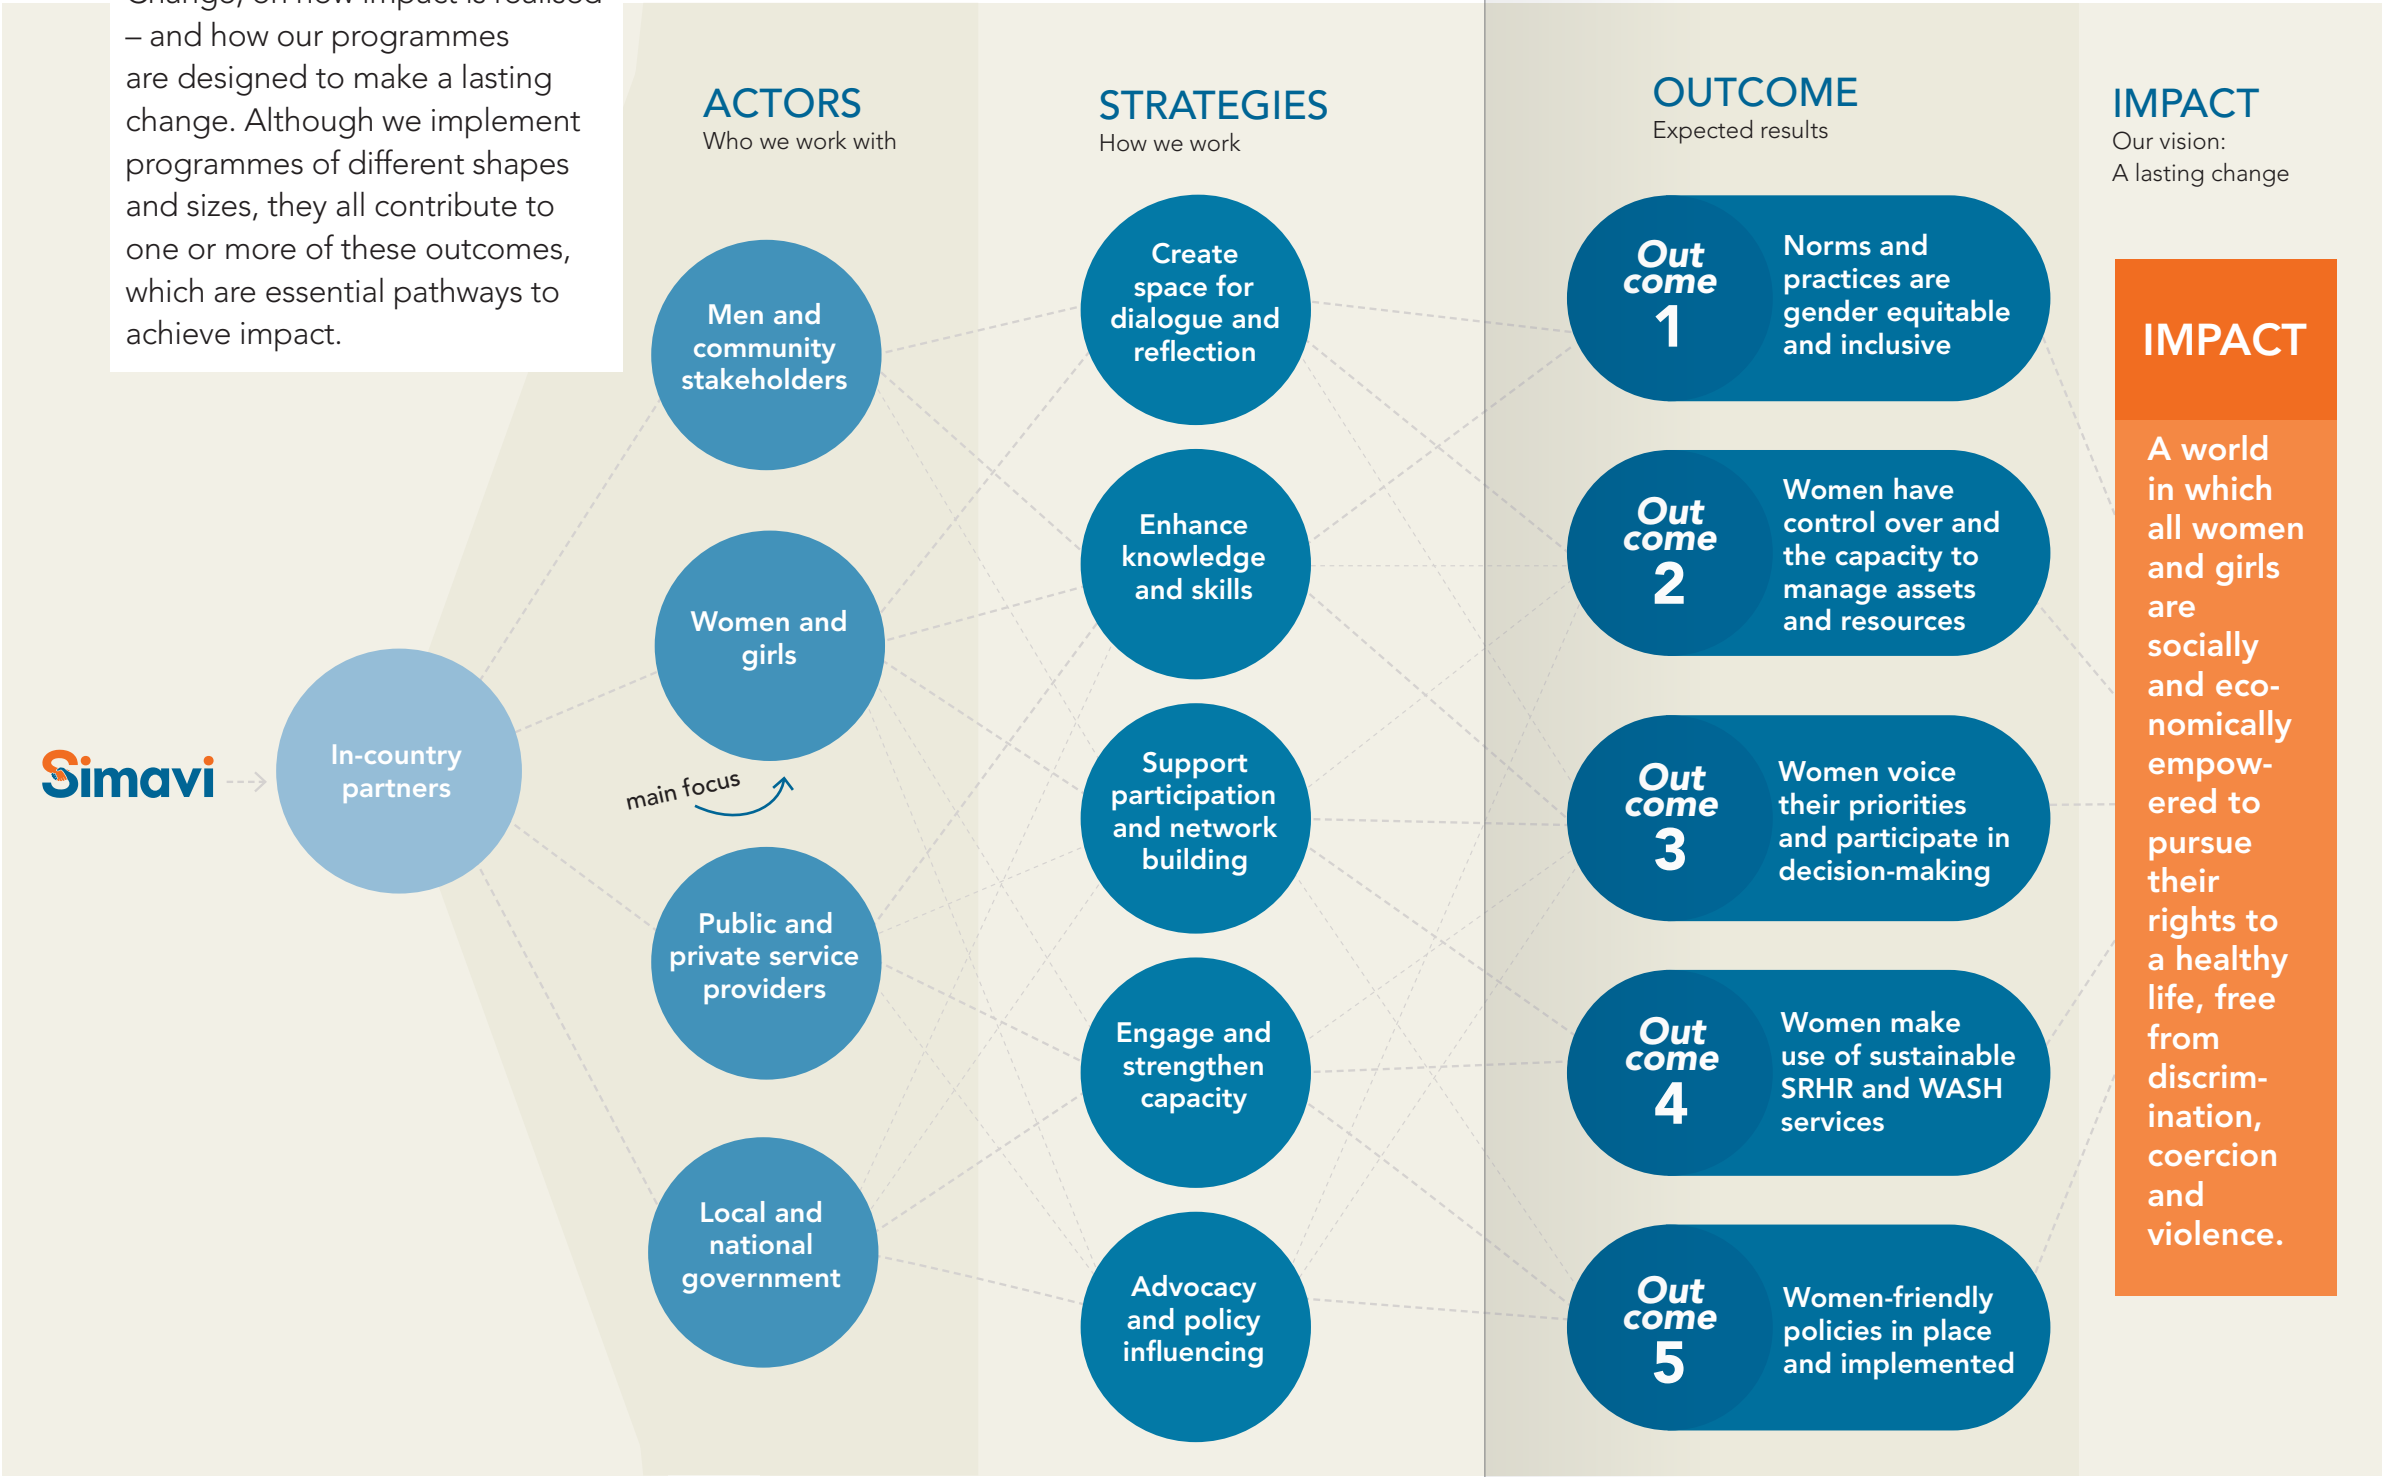 Change, on how impact is realised
– and how our programmes
are designed to make a lasting
change. Although we implement
programmes of different shapes
and sizes, they all contribute to
one or more of these outcomes,
which are essential pathways to
achieve impact.
Simavi
In-country
partners
ACTORS
Who we work with
Men and
community
stakeholders
Women and
girls
main focus
Public and
private service
providers
Local and
national
government
STRATEGIES
How we work
Create
space for
dialogue and
reflection
Enhance
knowledge
and skills
Support
participation
and network
building
Engage and
strengthen
capacity
Advocacy
and policy
influencing
OUTCOME
Expected results
Out
come
1
Norms and
practices are
gender equitable
and inclusive
Out
come
2
Women have
control over and
the capacity to
manage assets
and resources
Out
come
3
Women voice
their priorities
and participate in
decision-making
Out
come
4
Women make
use of sustainable
SRHR and WASH
services
Out
come
5
Women-friendly
policies in place
and implemented
IMPACT
Our vision:
A lasting change
IMPACT
A world
in which
all women
and girls
are
socially
and eco-
nomically
empow-
ered to
pursue
their
rights to
a healthy
life, free
from
discrim-
ination,
coercion
and
violence.